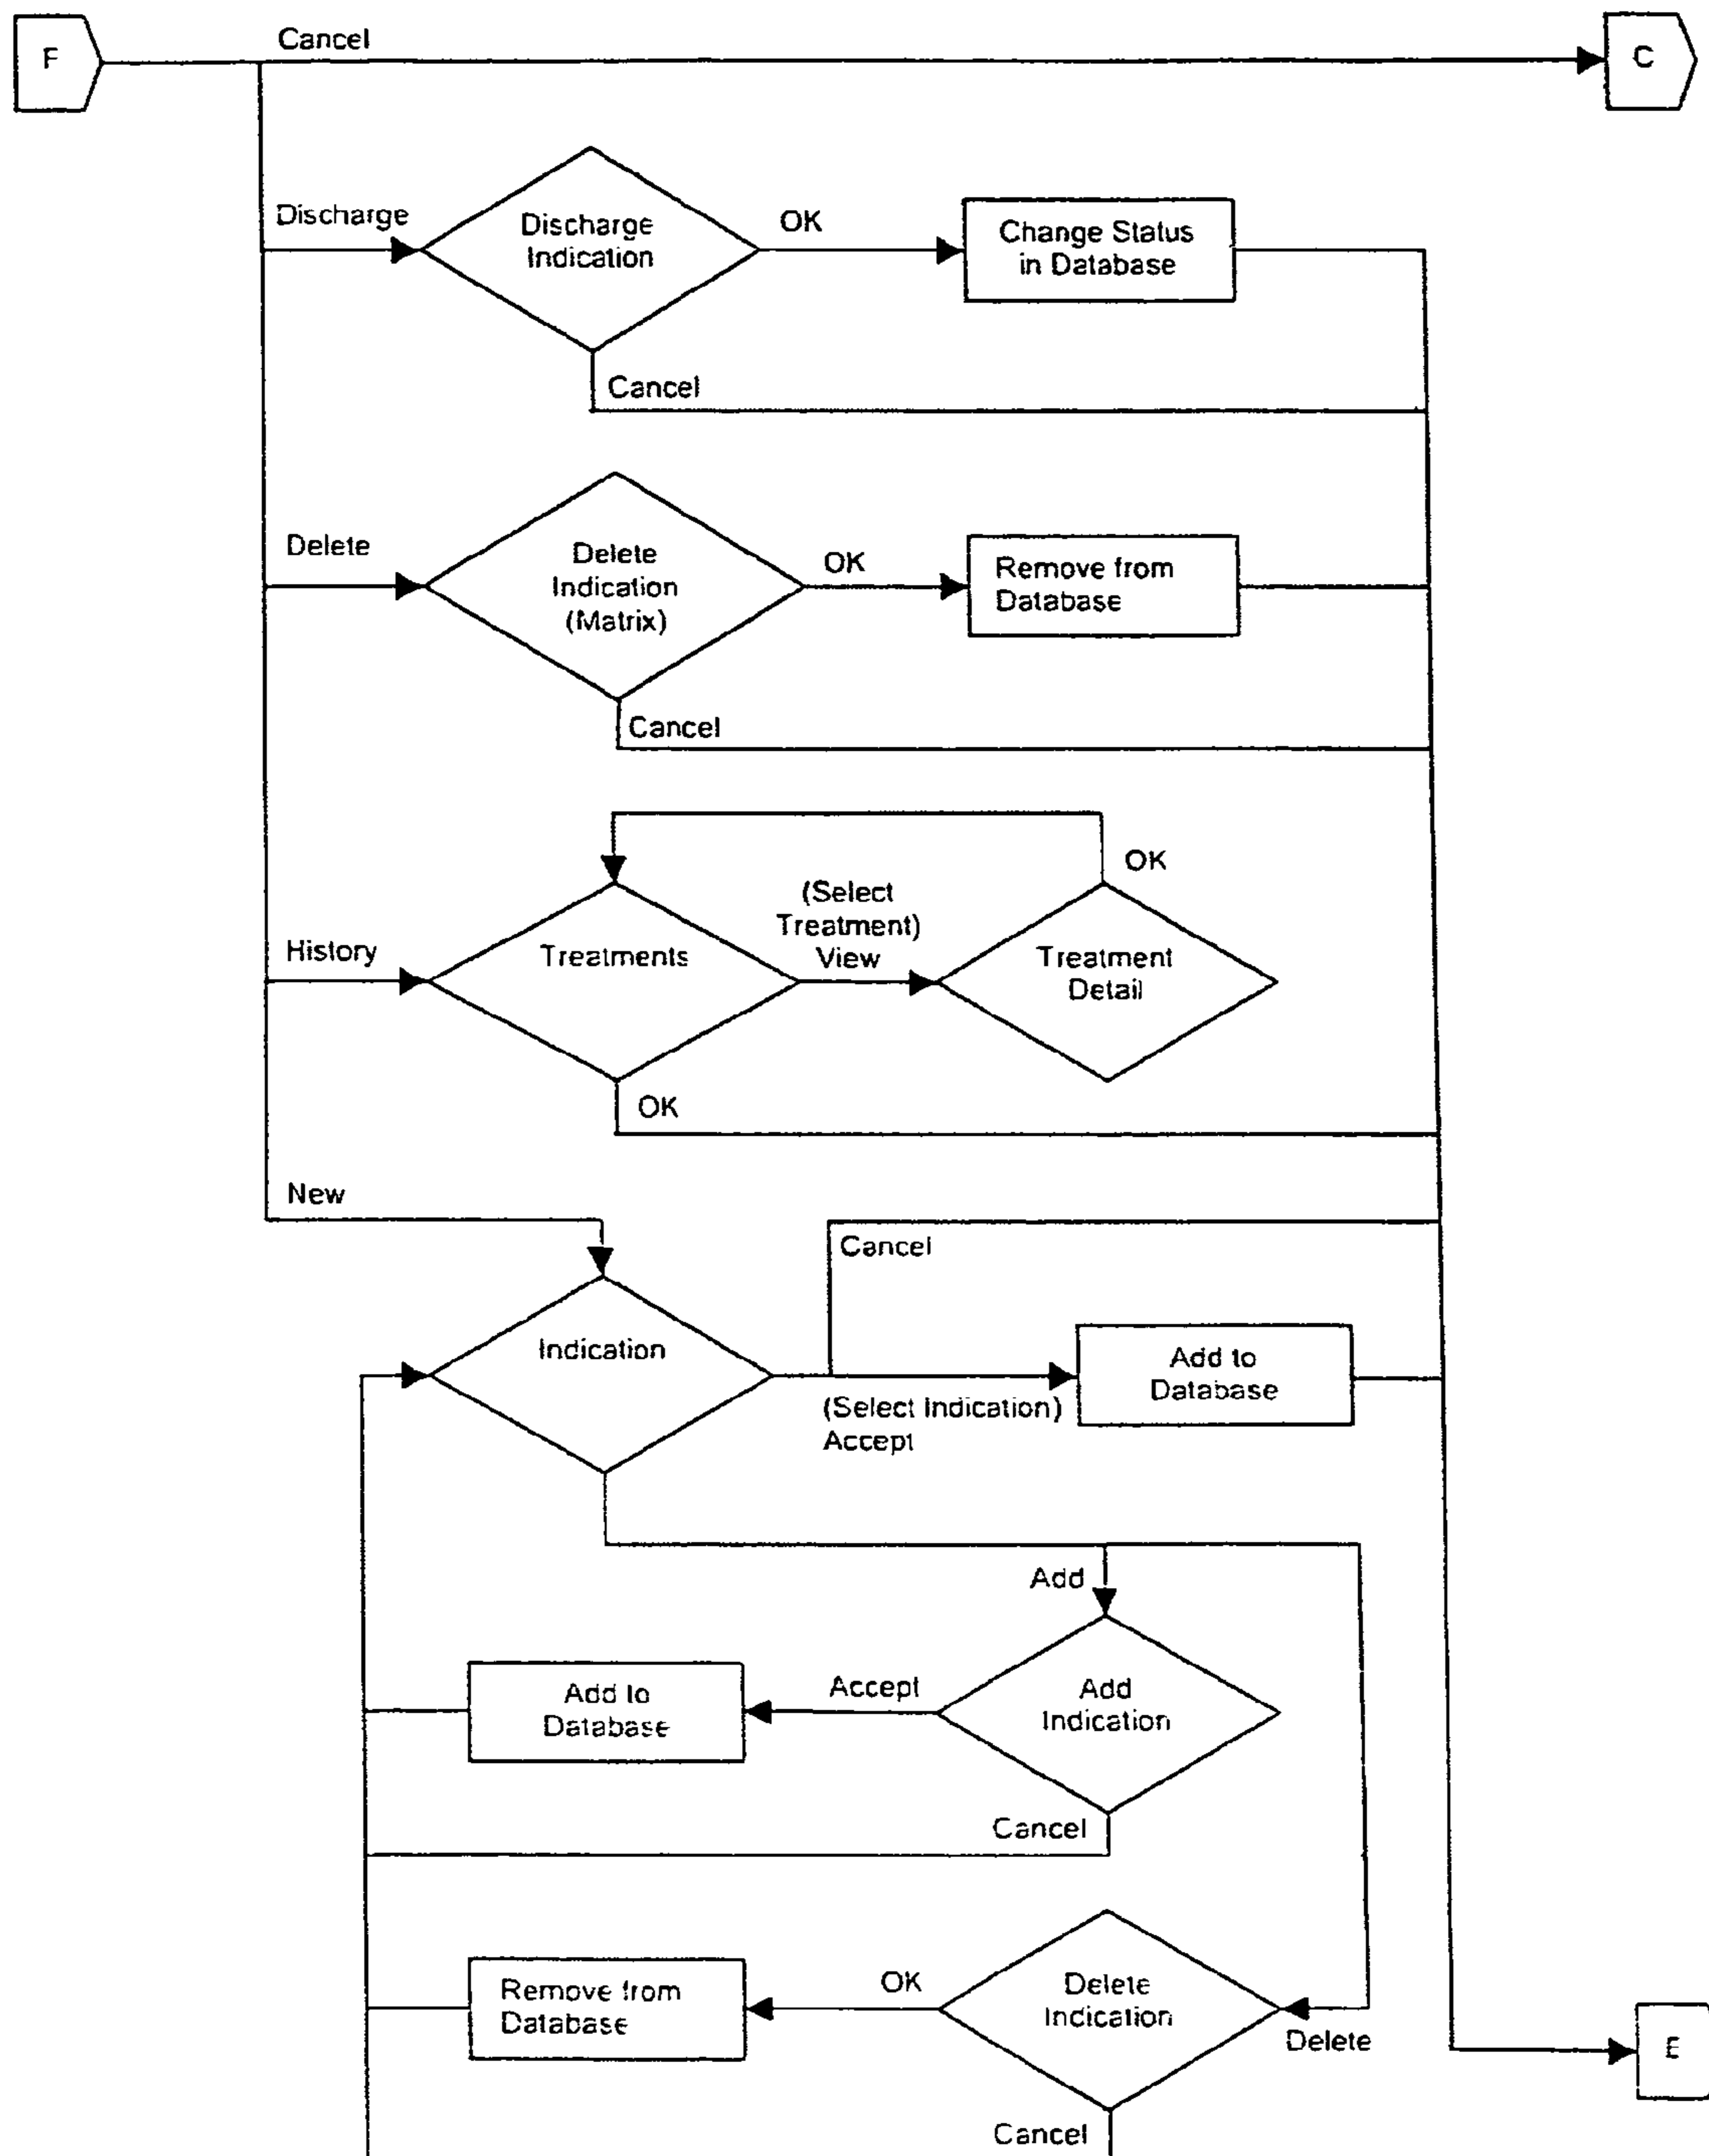 F
Cancel
C
Discharge
Discharge
Indication
OK
Change Status
in Database
Cancel
Delete
Delete
Indication
(Matrix)
OK
Remove from
Database
Cancel
OK
History
Treatments
(Select
Treatment)
View
Treatment
Detail
OK
New
Cancel
Indication
Add to
Database
(Select Indication)
Accept
Add
Add to
Database
Accept
Add
Indication
Cancel
Remove from
Database
OK
Delete
Indication
Delete
E
Cancel